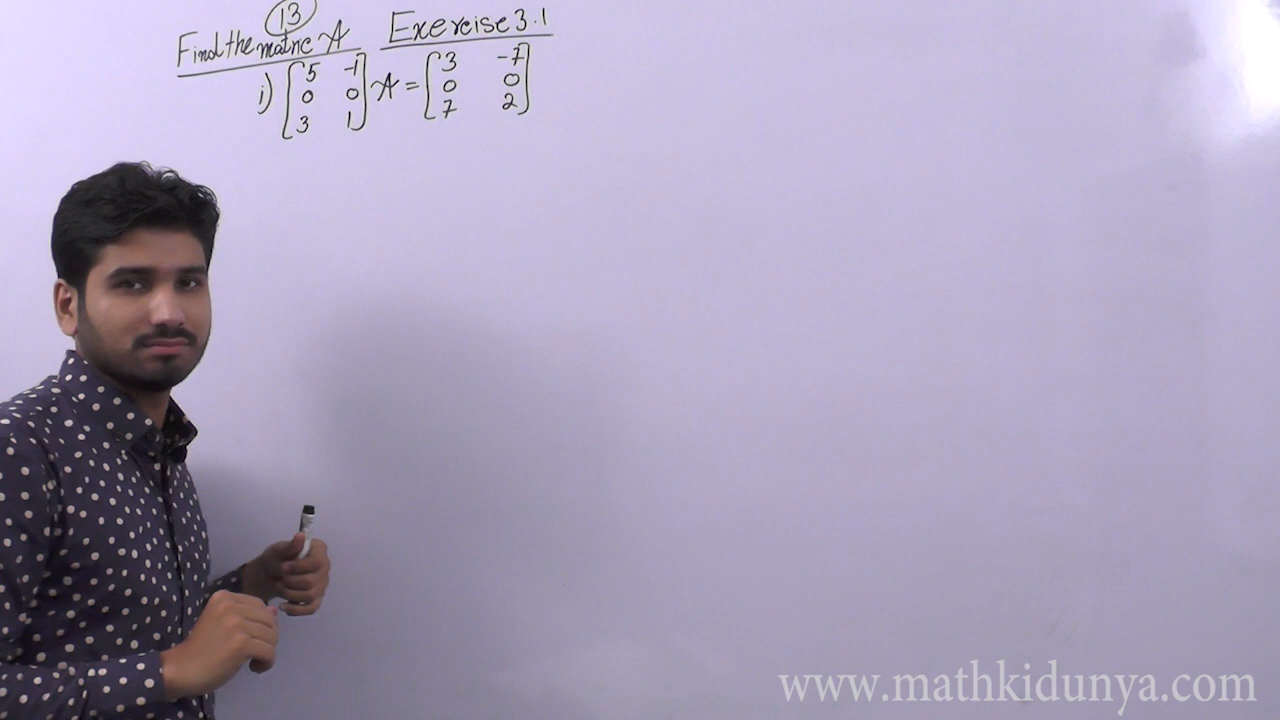 13
Find the matric A Exercise 3.1
i) [5 -1] A = [3 -7]
[0 0] [0 0]
[3 1] [7 2]
www.mathkidunya.com